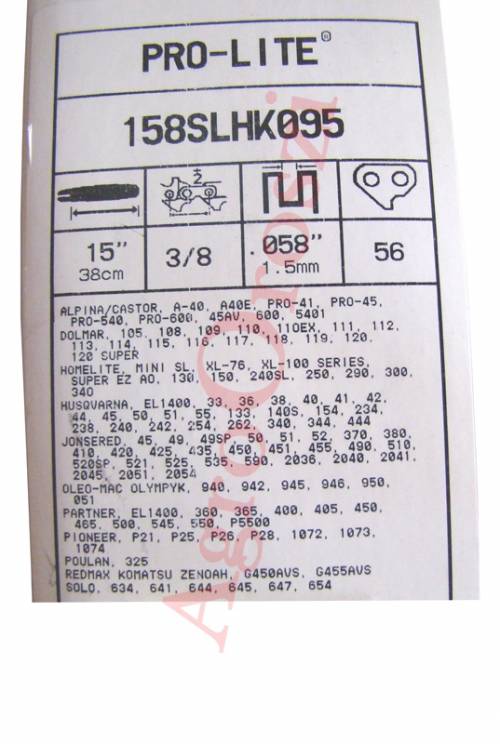 PRO-LITE®
158SLHK095
15"
38cm
3/8
.058"
1.5mm
56
ALPINA/CASTOR, A-40, A40E, PRO-41, PRO-45,
PRO-540, PRO-600, 45AV, 600, 5401
DOLMAR, 105, 108, 109, 110, 110EX, 111, 112,
113, 114, 115, 116, 117, 118, 119, 120,
120 SUPER
HOMELITE, MINI SL, XL-76, XL-100 SERIES,
SUPER EZ AO, 130, 150, 240SL, 250, 290, 300,
340
HUSQVARNA, EL1400, 33, 36, 38, 40, 41, 42,
44, 45, 50, 51, 55, 133, 140S, 154, 234,
238, 240, 242, 254, 262, 340, 344, 444
JONSERED, 45, 49, 49SP, 50, 51, 52, 370, 380,
410, 420, 425, 435, 450, 451, 455, 490, 510,
520SP, 521, 525, 535, 590, 2036, 2040, 2041,
2045, 2051, 2054
OLEO-MAC OLYMPYK, 940, 942, 945, 946, 950,
051
PARTNER, EL1400, 360, 365, 400, 405, 450,
465, 500, 545, 550, P5500
PIONEER, P21, P25, P26, P28, 1072, 1073,
1074
POULAN, 325
REDMAX KOMATSU ZENOAH, G450AVS, G455AVS
SOLO, 634, 641, 644, 645, 647, 654
AgroOroszi